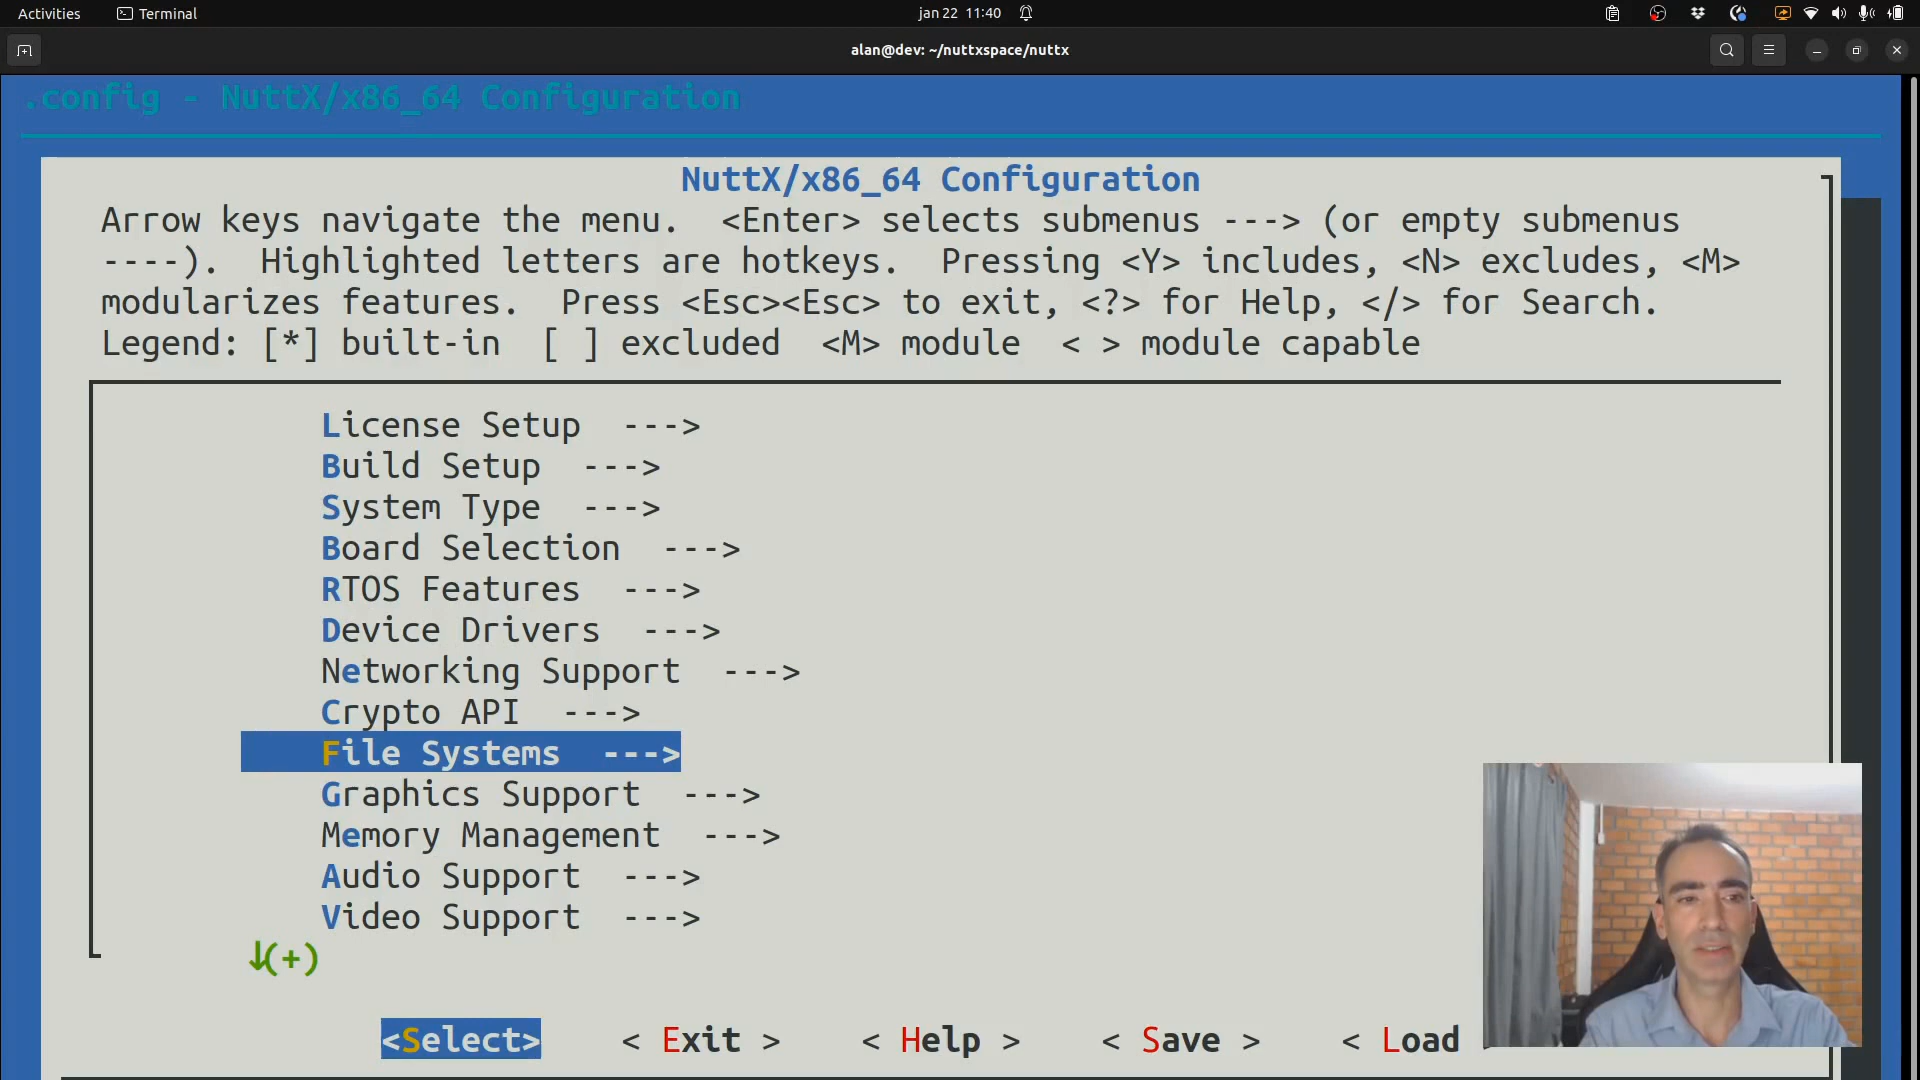 Activities Terminal jan 22 11:40
alan@dev: ~/nuttxspace/nuttx
.config - NuttX/x86_64 Configuration
NuttX/x86_64 Configuration
Arrow keys navigate the menu.  <Enter> selects submenus ---> (or empty submenus
----).  Highlighted letters are hotkeys.  Pressing <Y> includes, <N> excludes, <M>
modularizes features.  Press <Esc><Esc> to exit, <?> for Help, </> for Search.
Legend: [*] built-in  [ ] excluded  <M> module  < > module capable
License Setup  --->
Build Setup  --->
System Type  --->
Board Selection  --->
RTOS Features  --->
Device Drivers  --->
Networking Support  --->
Crypto API  --->
File Systems  --->
Graphics Support  --->
Memory Management  --->
Audio Support  --->
Video Support  --->
↓(+)
<Select>    < Exit >    < Help >    < Save >    < Load